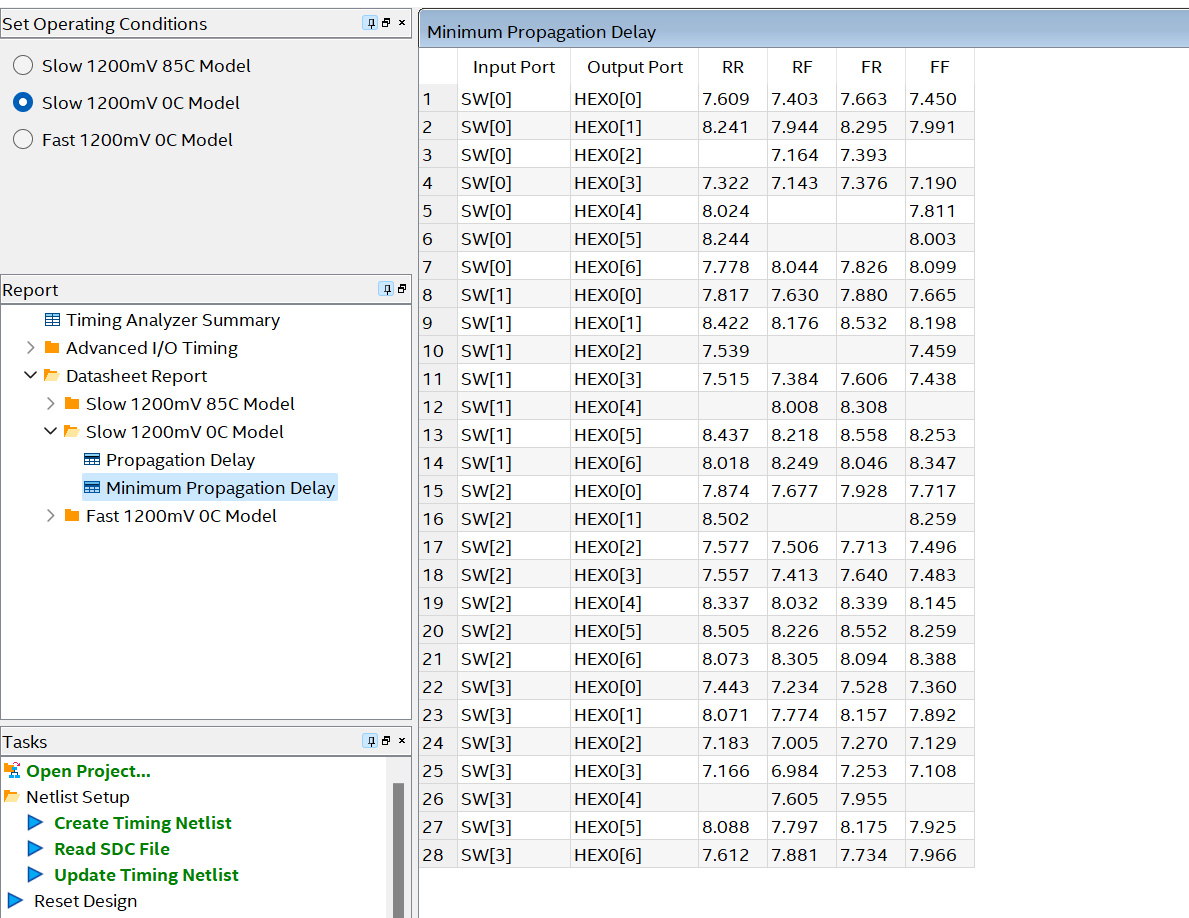 Set Operating Conditions
Slow 1200mV 85C Model
Slow 1200mV 0C Model
Fast 1200mV 0C Model
Report
Timing Analyzer Summary
Advanced I/O Timing
Datasheet Report
Slow 1200mV 85C Model
Slow 1200mV 0C Model
Propagation Delay
Minimum Propagation Delay
Fast 1200mV 0C Model
Tasks
Open Project...
Netlist Setup
Create Timing Netlist
Read SDC File
Update Timing Netlist
Reset Design
Minimum Propagation Delay
Input Port Output Port RR RF FR FF
1 SW[0] HEX0[0] 7.609 7.403 7.663 7.450
2 SW[0] HEX0[1] 8.241 7.944 8.295 7.991
3 SW[0] HEX0[2] 7.164 7.393
4 SW[0] HEX0[3] 7.322 7.143 7.376 7.190
5 SW[0] HEX0[4] 8.024 7.811
6 SW[0] HEX0[5] 8.244 8.003
7 SW[0] HEX0[6] 7.778 8.044 7.826 8.099
8 SW[1] HEX0[0] 7.817 7.630 7.880 7.665
9 SW[1] HEX0[1] 8.422 8.176 8.532 8.198
10 SW[1] HEX0[2] 7.539 7.459
11 SW[1] HEX0[3] 7.515 7.384 7.606 7.438
12 SW[1] HEX0[4] 8.008 8.308
13 SW[1] HEX0[5] 8.437 8.218 8.558 8.253
14 SW[1] HEX0[6] 8.018 8.249 8.046 8.347
15 SW[2] HEX0[0] 7.874 7.677 7.928 7.717
16 SW[2] HEX0[1] 8.502 8.259
17 SW[2] HEX0[2] 7.577 7.506 7.713 7.496
18 SW[2] HEX0[3] 7.557 7.413 7.640 7.483
19 SW[2] HEX0[4] 8.337 8.032 8.339 8.145
20 SW[2] HEX0[5] 8.505 8.226 8.552 8.259
21 SW[2] HEX0[6] 8.073 8.305 8.094 8.388
22 SW[3] HEX0[0] 7.443 7.234 7.528 7.360
23 SW[3] HEX0[1] 8.071 7.774 8.157 7.892
24 SW[3] HEX0[2] 7.183 7.005 7.270 7.129
25 SW[3] HEX0[3] 7.166 6.984 7.253 7.108
26 SW[3] HEX0[4] 7.605 7.955
27 SW[3] HEX0[5] 8.088 7.797 8.175 7.925
28 SW[3] HEX0[6] 7.612 7.881 7.734 7.966